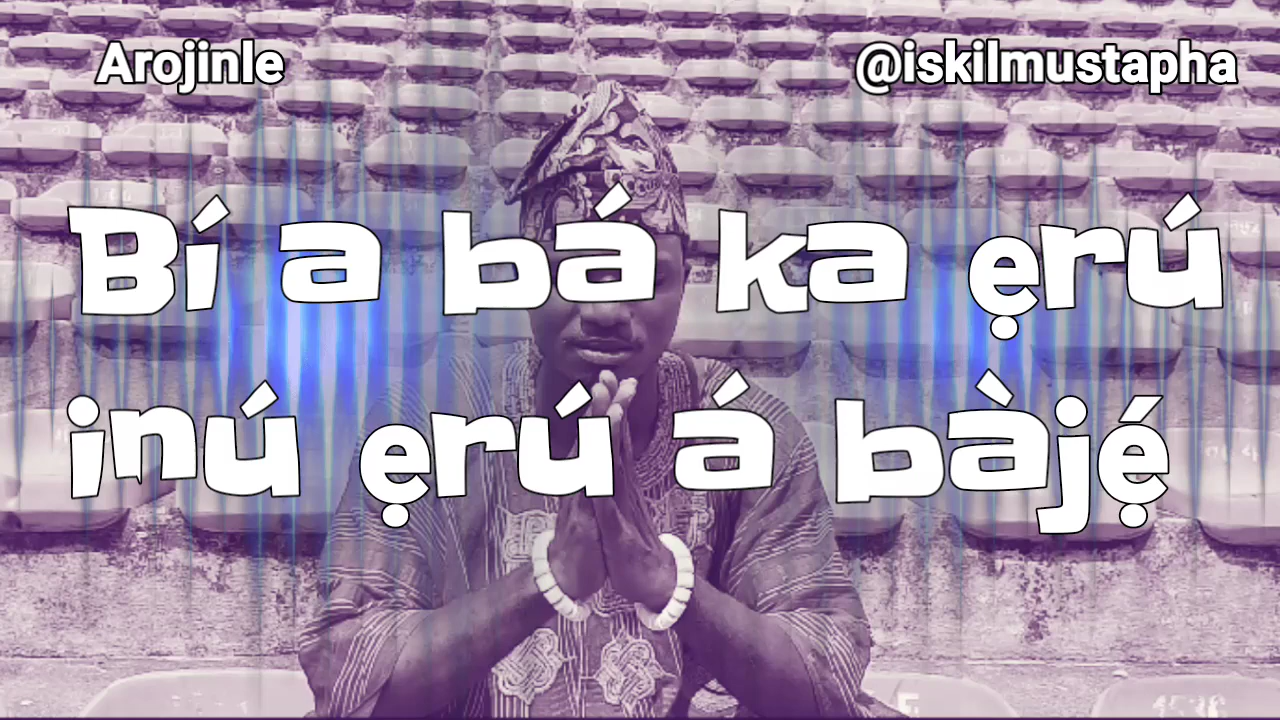 Arojinle @iskilmustapha
Bí a bá ka ẹrú
inú ẹrú á bàjẹ́